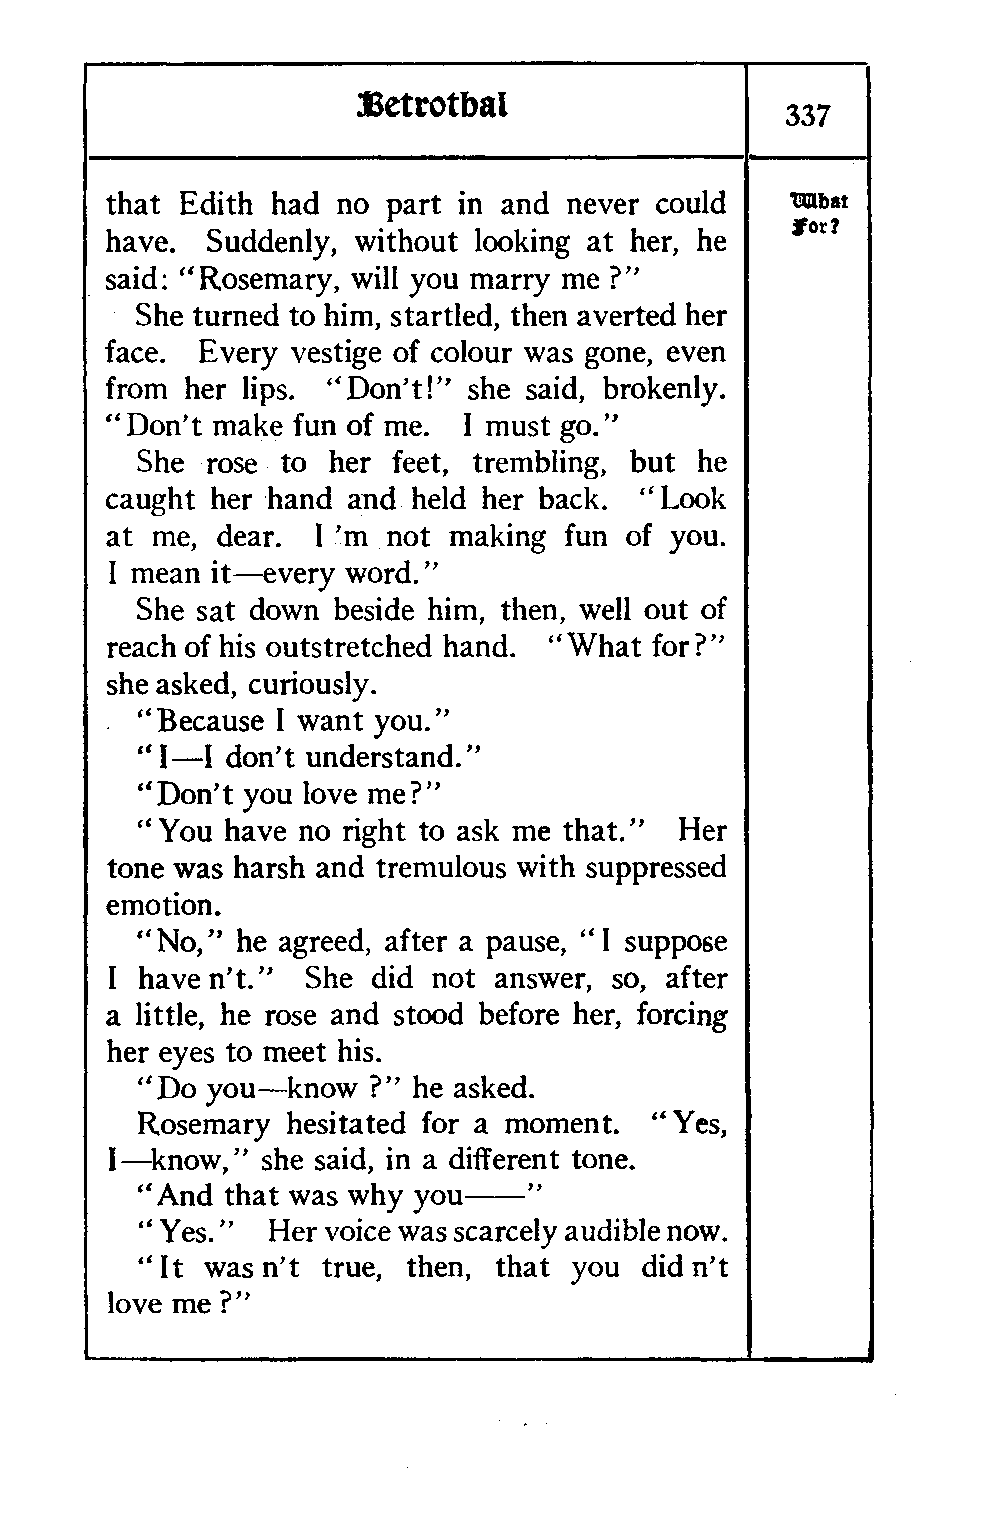 Betrothal
337
What
For?
that Edith had no part in and never could
have. Suddenly, without looking at her, he
said: "Rosemary, will you marry me ?"
She turned to him, startled, then averted her
face. Every vestige of colour was gone, even
from her lips. "Don't!" she said, brokenly.
"Don't make fun of me. I must go."
She rose to her feet, trembling, but he
caught her hand and held her back. "Look
at me, dear. I 'm not making fun of you.
I mean it—every word."
She sat down beside him, then, well out of
reach of his outstretched hand. "What for?"
she asked, curiously.
"Because I want you."
"I—I don't understand."
"Don't you love me?"
"You have no right to ask me that." Her
tone was harsh and tremulous with suppressed
emotion.
"No," he agreed, after a pause, "I suppose
I have n't." She did not answer, so, after
a little, he rose and stood before her, forcing
her eyes to meet his.
"Do you—know ?" he asked.
Rosemary hesitated for a moment. "Yes,
I—know," she said, in a different tone.
"And that was why you——"
"Yes." Her voice was scarcely audible now.
"It was n't true, then, that you did n't
love me ?"